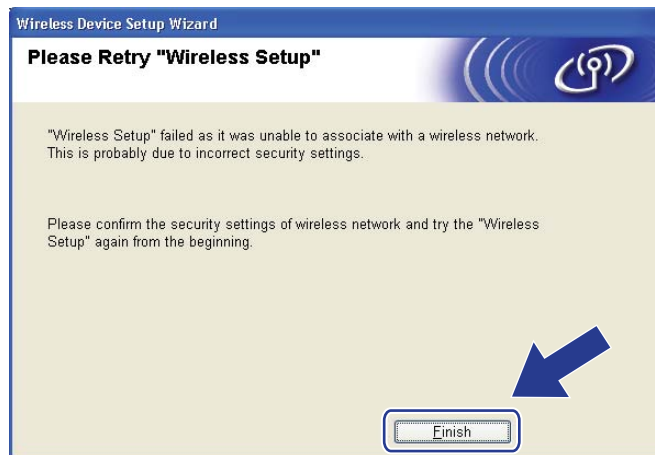 Wireless Device Setup Wizard
Please Retry "Wireless Setup"
"Wireless Setup" failed as it was unable to associate with a wireless network.
This is probably due to incorrect security settings.
Please confirm the security settings of wireless network and try the "Wireless
Setup" again from the beginning.
Finish